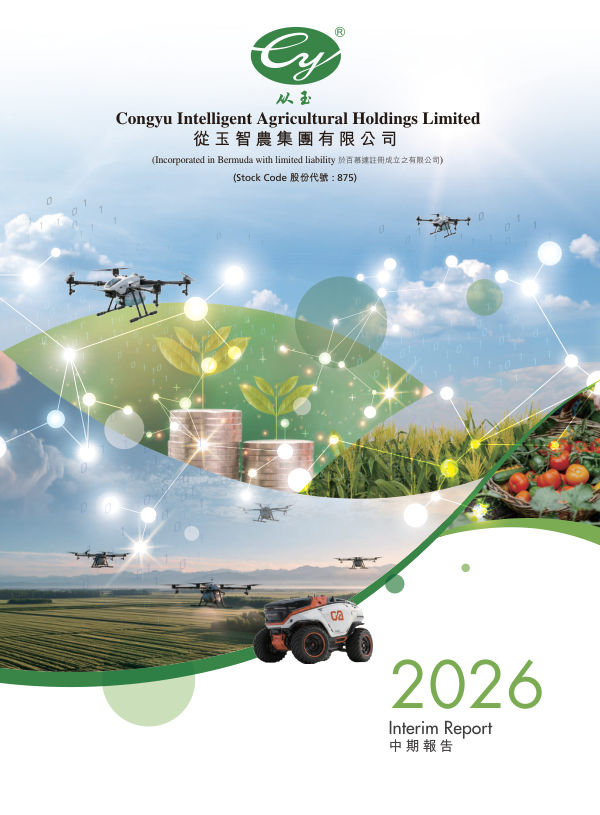 Cy®
从玉
Congyu Intelligent Agricultural Holdings Limited
從玉智農集團有限公司
(Incorporated in Bermuda with limited liability 於百慕達註冊成立之有限公司)
(Stock Code 股份代號 : 875)
2026
Interim Report
中期報告